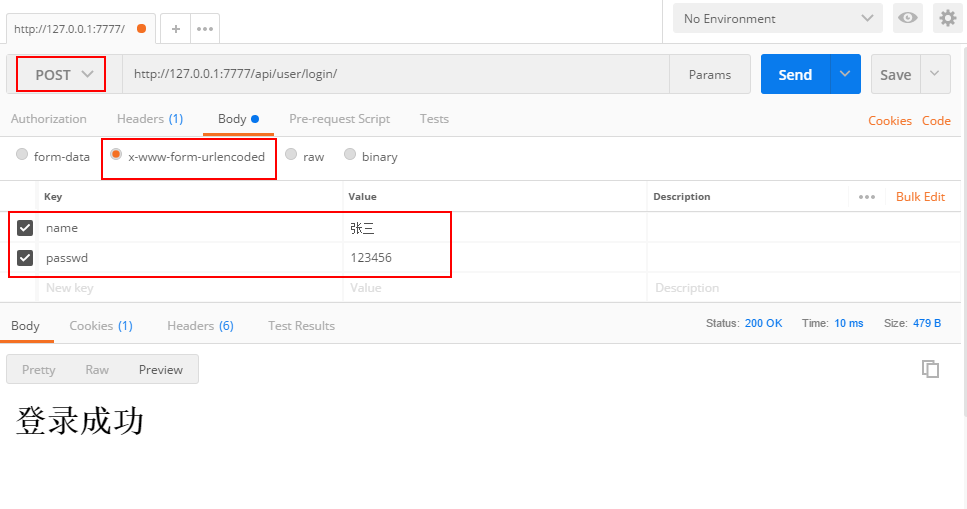 http://127.0.0.1:7777/
No Environment
POST http://127.0.0.1:7777/api/user/login/ Params Send Save
Authorization Headers (1) Body Pre-request Script Tests Cookies Code
form-data x-www-form-urlencoded raw binary
Key Value Description Bulk Edit
name 张三
passwd 123456
New key Value Description
Body Cookies (1) Headers (6) Test Results Status: 200 OK Time: 10 ms Size: 479 B
Pretty Raw Preview
登录成功